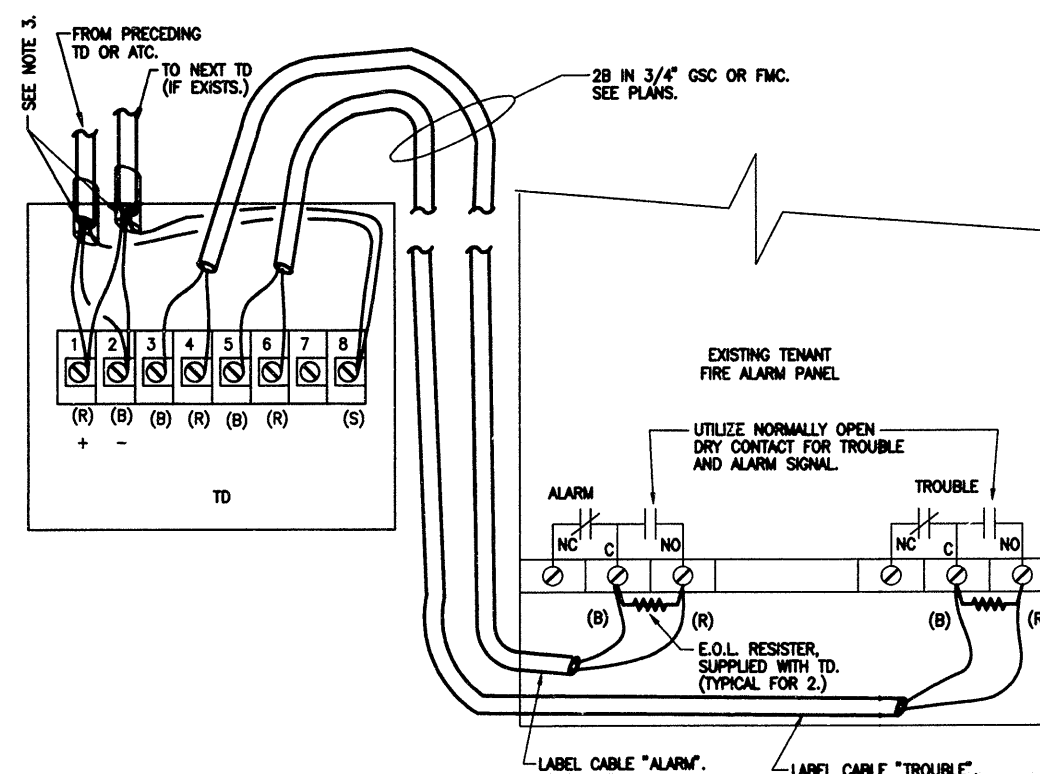 SEE NOTE 3.
FROM PRECEDING
TD OR ATC.
TO NEXT TD
(IF EXISTS.)
2B IN 3/4" GSC OR FMC.
SEE PLANS.
1 2 3 4 5 6 7 8
(R) (B) (B) (R) (B) (R) (S)
+ −
TD
EXISTING TENANT
FIRE ALARM PANEL
UTILIZE NORMALLY OPEN
DRY CONTACT FOR TROUBLE
AND ALARM SIGNAL.
ALARM
TROUBLE
NC C NO
NC C NO
(B) (R)
(B) (R
E.O.L. RESISTER,
SUPPLIED WITH TD.
(TYPICAL FOR 2.)
LABEL CABLE "ALARM".
LABEL CABLE "TROUBLE".